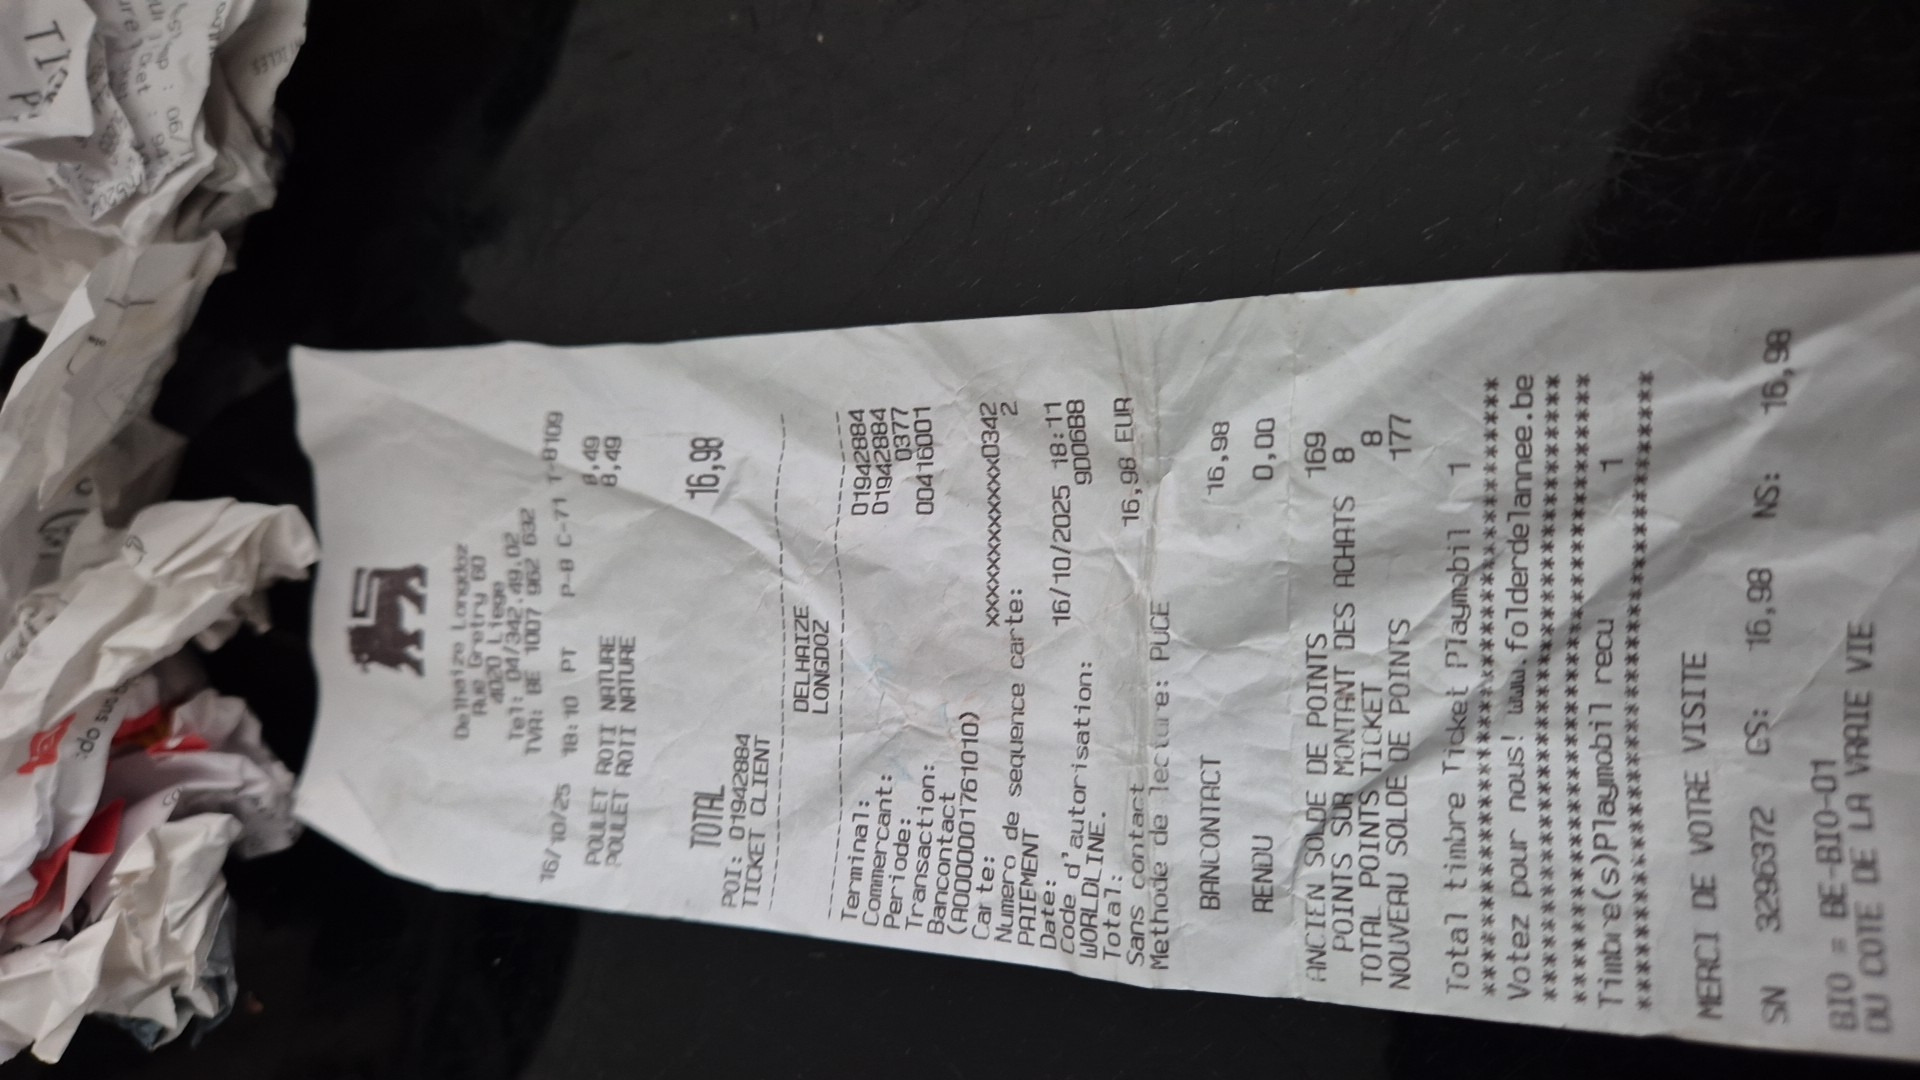 Delhaize Longdoz
Rue Gretry 60
4020 Liege
Tel: 04/342.49.02
TVA: BE 1007 962 632
16/10/25 18:10 PT P-8 C-71 T-8109
POULET ROTI NATURE 8,49
POULET ROTI NATURE 8,49
TOTAL 16,98
POI: 01942884
TICKET CLIENT
DELHAIZE
LONGDOZ
Terminal: 01942884
Commercant: 01942884
Periode: 0377
Transaction: 00416001
Bancontact
(A0000001761010)
Carte: xxxxxxxxxxxxxxx0342
Numero de sequence carte: 2
PAIEMENT
Date: 16/10/2025 18:11
Code d'autorisation: 900688
WORLDLINE.
Total: 16,98 EUR
Sans contact
Methode de lecture: PUCE
BANCONTACT 16,98
RENDU 0,00
ANCIEN SOLDE DE POINTS 169
POINTS SUR MONTANT DES ACHATS 8
TOTAL POINTS TICKET 8
NOUVEAU SOLDE DE POINTS 177
Total timbre Ticket Playmobil 1
Votez pour nous! www.folderdelannee.be
Timbre(s)Playmobil recu 1
MERCI DE VOTRE VISITE
SN 3296372 GS: 16,98 NS: 16,98
BIO = BE-BIO-01
DU COTE DE LA VRAIE VIE